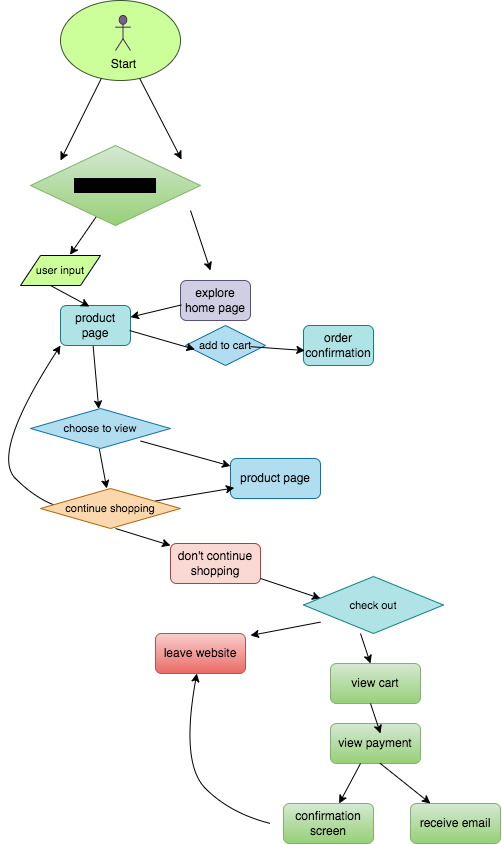 Start
user input
explore
home page
product
page
add to cart
order
confirmation
choose to view
product page
continue shopping
don't continue
shopping
check out
leave website
view cart
view payment
confirmation
screen
receive email